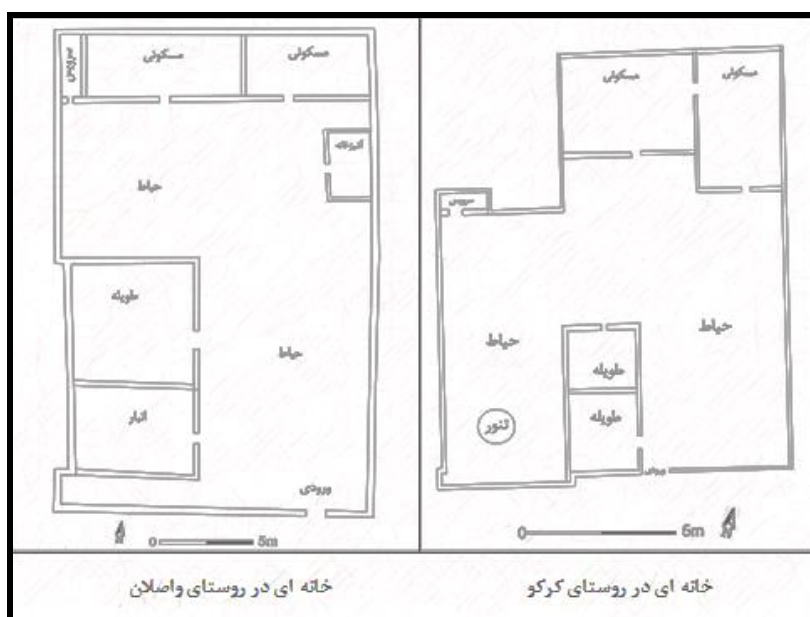 مسکونی
مسکونی
سرویس
مسکونی
مسکونی
آشپزخانه
حیاط
سرویس
طویله
حیاط
حیاط
حیاط
طویله
انبار
طویله
تنور
ورودی
ورودی
0 5m
0 5m
خانه ای در روستای کرکو
خانه ای در روستای واصلان